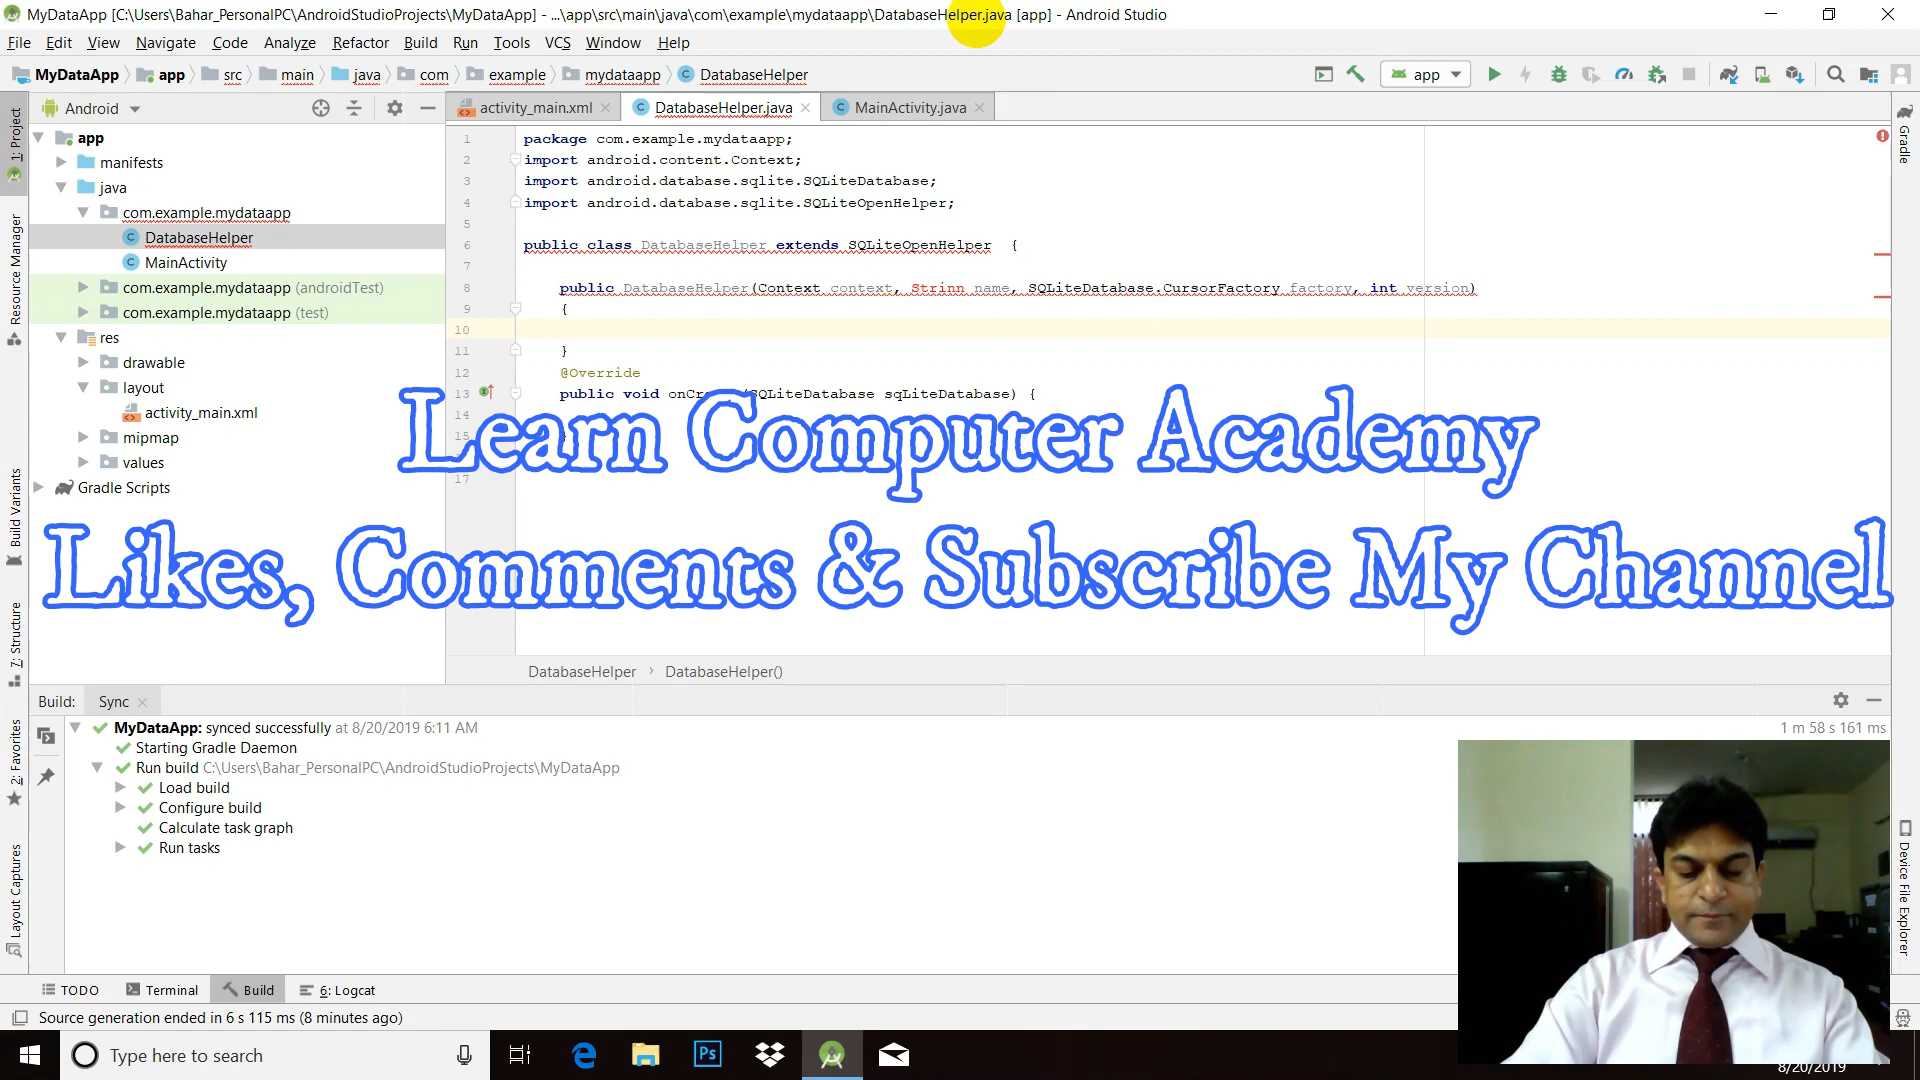 MyDataApp [C:\Users\Bahar_PersonalPC\AndroidStudioProjects\MyDataApp] - ...\app\src\main\java\com\example\mydataapp\DatabaseHelper.java [app] - Android Studio
File Edit View Navigate Code Analyze Refactor Build Run Tools VCS Window Help
MyDataApp app src main java com example mydataapp DatabaseHelper app
Android
activity_main.xml DatabaseHelper.java MainActivity.java
1: Project
Resource Manager
Build Variants
7: Structure
2: Favorites
Layout Captures
app
manifests
java
com.example.mydataapp
DatabaseHelper
MainActivity
com.example.mydataapp (androidTest)
com.example.mydataapp (test)
res
drawable
layout
activity_main.xml
mipmap
values
Gradle Scripts
1 package com.example.mydataapp;
2 import android.content.Context;
3 import android.database.sqlite.SQLiteDatabase;
4 import android.database.sqlite.SQLiteOpenHelper;
5
6 public class DatabaseHelper extends SQLiteOpenHelper {
7
8 public DatabaseHelper(Context context, Strinn name, SQLiteDatabase.CursorFactory factory, int version)
9 {
10
11 }
12 @Override
13 public void (SQLiteDatabase sqLiteDatabase) {
14
15
17
Learn Computer Academy
Likes, Comments & Subscribe My Channel
DatabaseHelper › DatabaseHelper()
Gradle
Device File Explorer
Build: Sync
MyDataApp: synced successfully at 8/20/2019 6:11 AM 1 m 58 s 161 ms
Starting Gradle Daemon
Run build C:\Users\Bahar_PersonalPC\AndroidStudioProjects\MyDataApp
Load build
Configure build
Calculate task graph
Run tasks
TODO Terminal Build 6: Logcat
Source generation ended in 6 s 115 ms (8 minutes ago)
Type here to search
Ps
8/20/2019